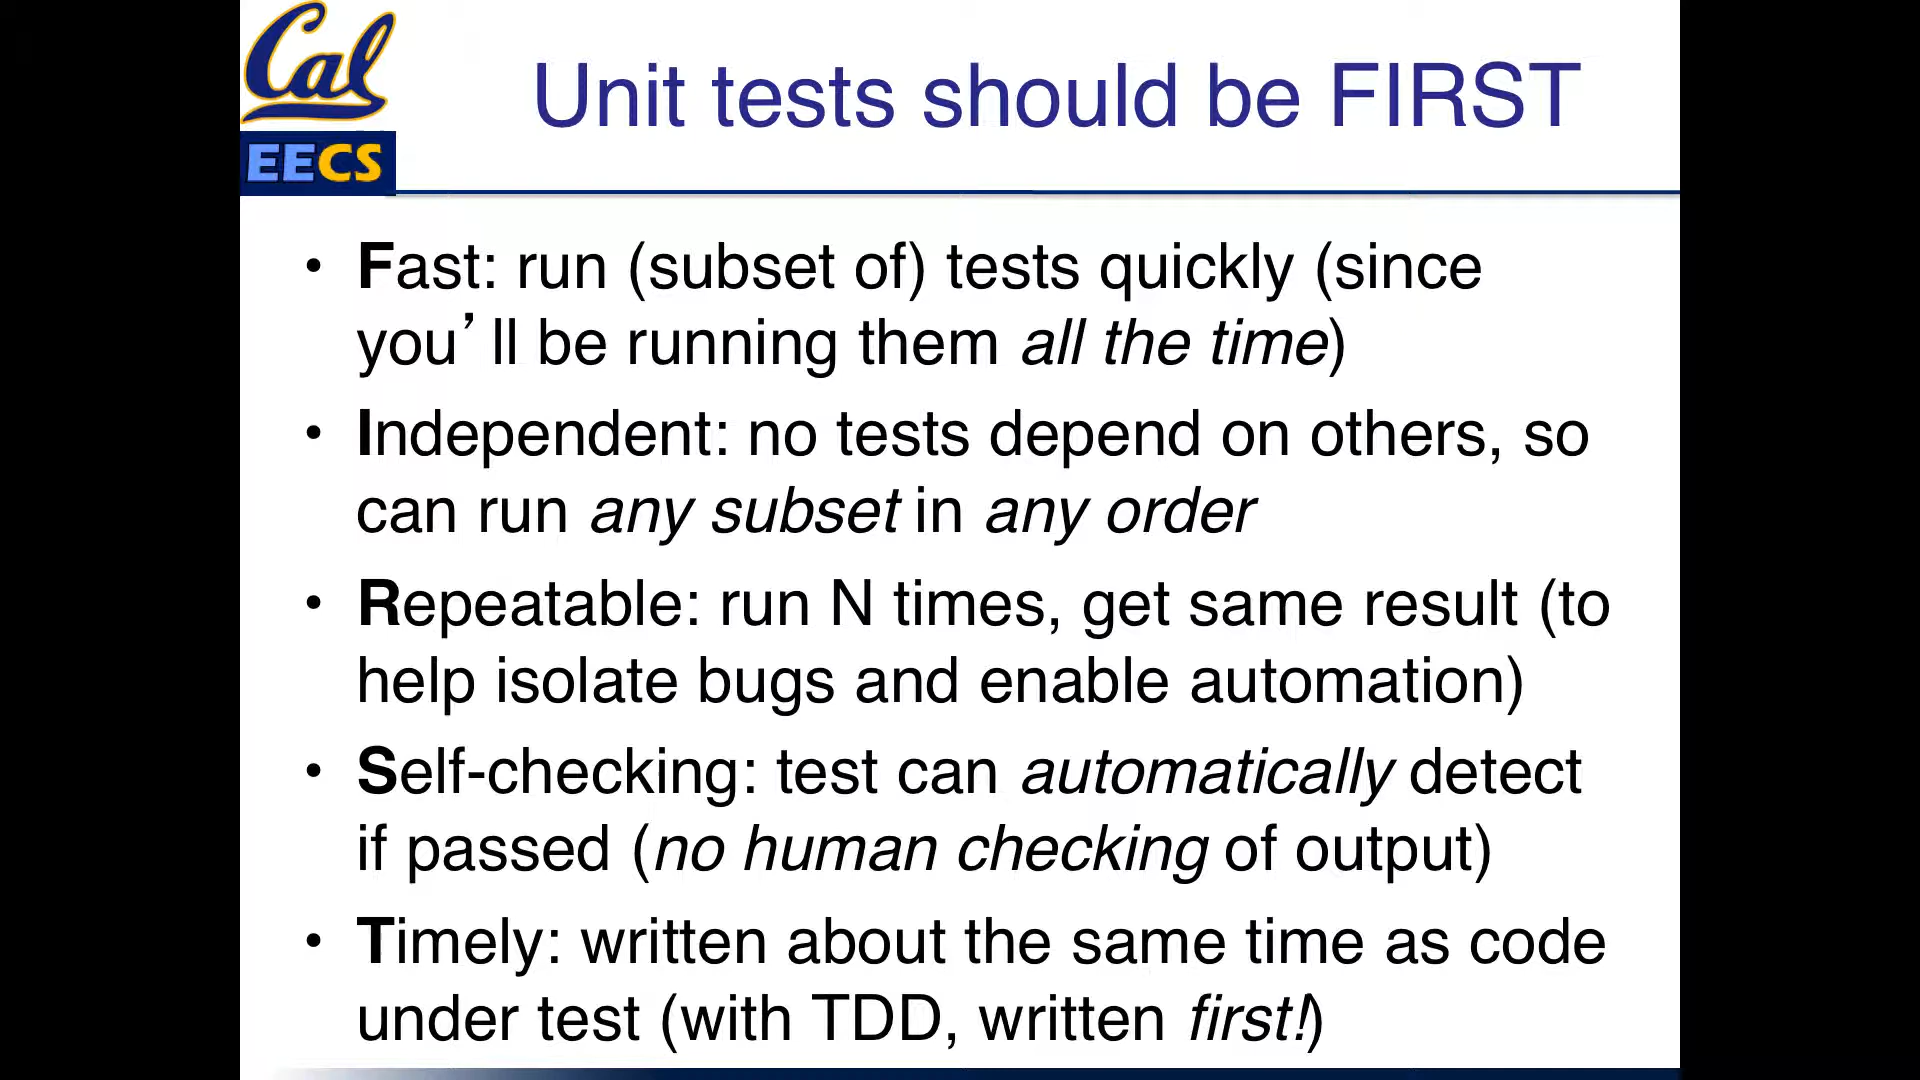 Cal
EECS
Unit tests should be FIRST
• Fast: run (subset of) tests quickly (since
you’ll be running them all the time)
• Independent: no tests depend on others, so
can run any subset in any order
• Repeatable: run N times, get same result (to
help isolate bugs and enable automation)
• Self-checking: test can automatically detect
if passed (no human checking of output)
• Timely: written about the same time as code
under test (with TDD, written first!)